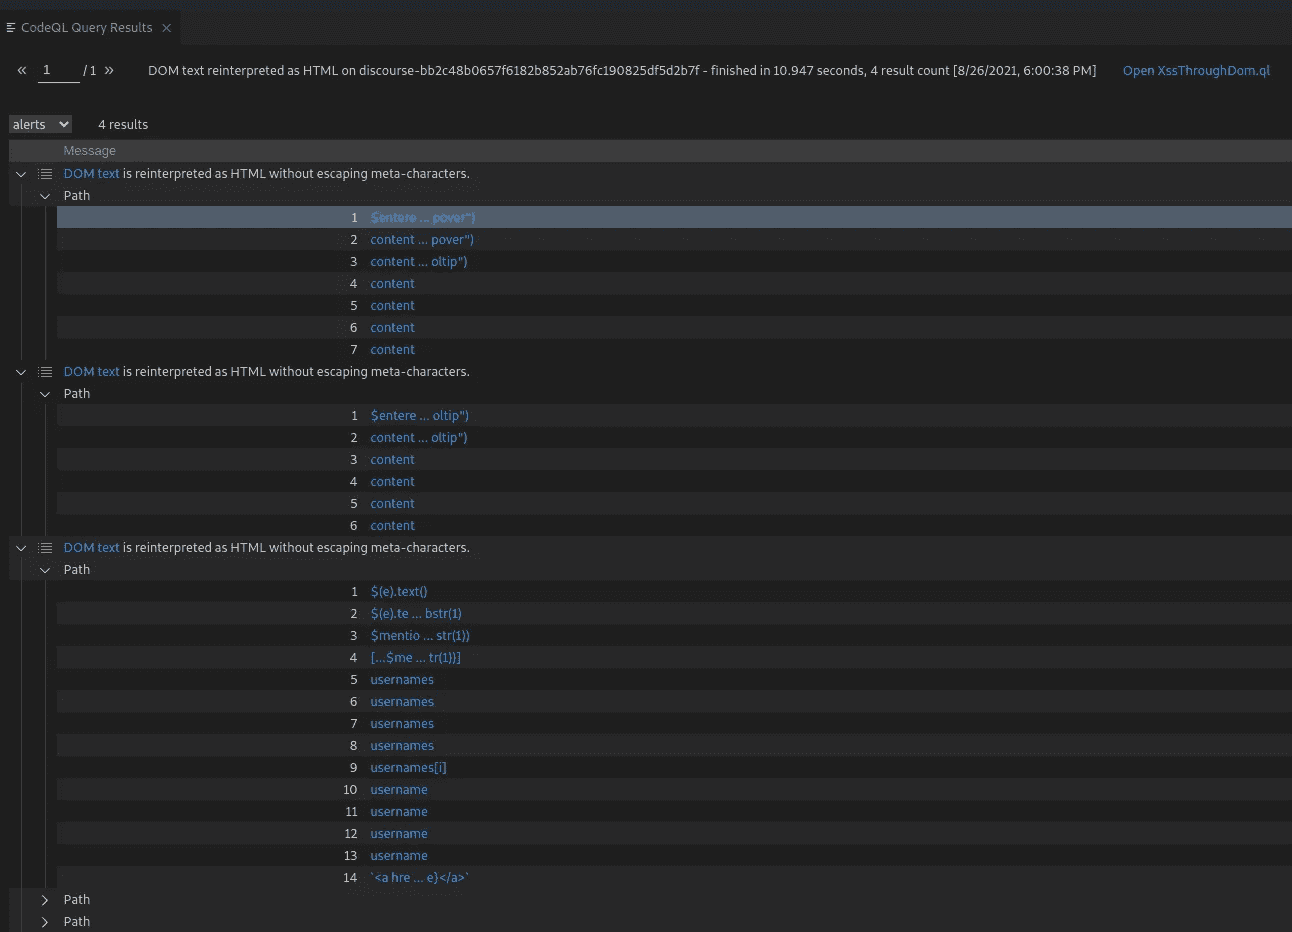 CodeQL Query Results
« 1 / 1 » DOM text reinterpreted as HTML on discourse-bb2c48b0657f6182b852ab76fc190825df5d2b7f - finished in 10.947 seconds, 4 result count [8/26/2021, 6:00:38 PM] Open XssThroughDom.ql
alerts 4 results
Message
DOM text is reinterpreted as HTML without escaping meta-characters.
Path
1 $entere ... pover")
2 content ... pover")
3 content ... oltip")
4 content
5 content
6 content
7 content
DOM text is reinterpreted as HTML without escaping meta-characters.
Path
1 $entere ... oltip")
2 content ... oltip")
3 content
4 content
5 content
6 content
DOM text is reinterpreted as HTML without escaping meta-characters.
Path
1 $(e).text()
2 $(e).te ... bstr(1)
3 $mentio ... str(1))
4 [...$me ... tr(1))]
5 usernames
6 usernames
7 usernames
8 usernames
9 usernames[i]
10 username
11 username
12 username
13 username
14 `<a hre ... e}</a>`
Path
Path